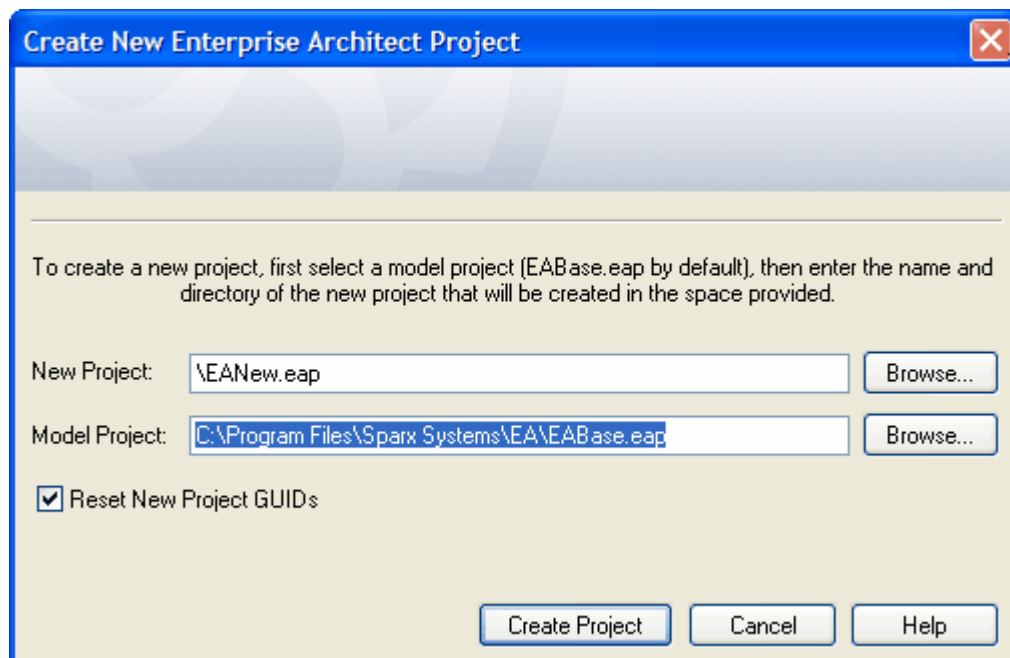 Create New Enterprise Architect Project
To create a new project, first select a model project (EABase.eap by default), then enter the name and
directory of the new project that will be created in the space provided.
New Project: \EANew.eap Browse...
Model Project: C:\Program Files\Sparx Systems\EA\EABase.eap Browse...
Reset New Project GUIDs
Create Project Cancel Help